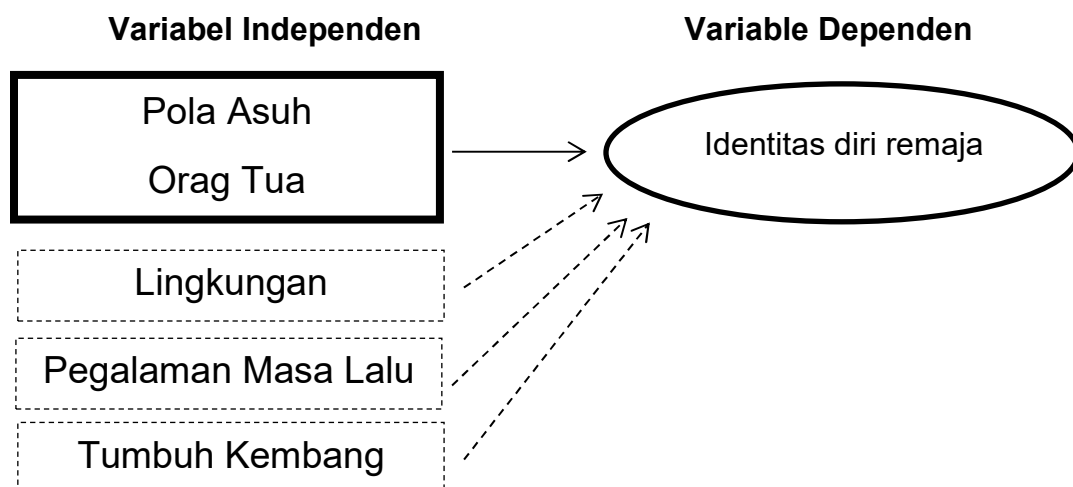 Variabel Independen
Variable Dependen
Pola Asuh
Orag Tua
Identitas diri remaja
Lingkungan
Pegalaman Masa Lalu
Tumbuh Kembang